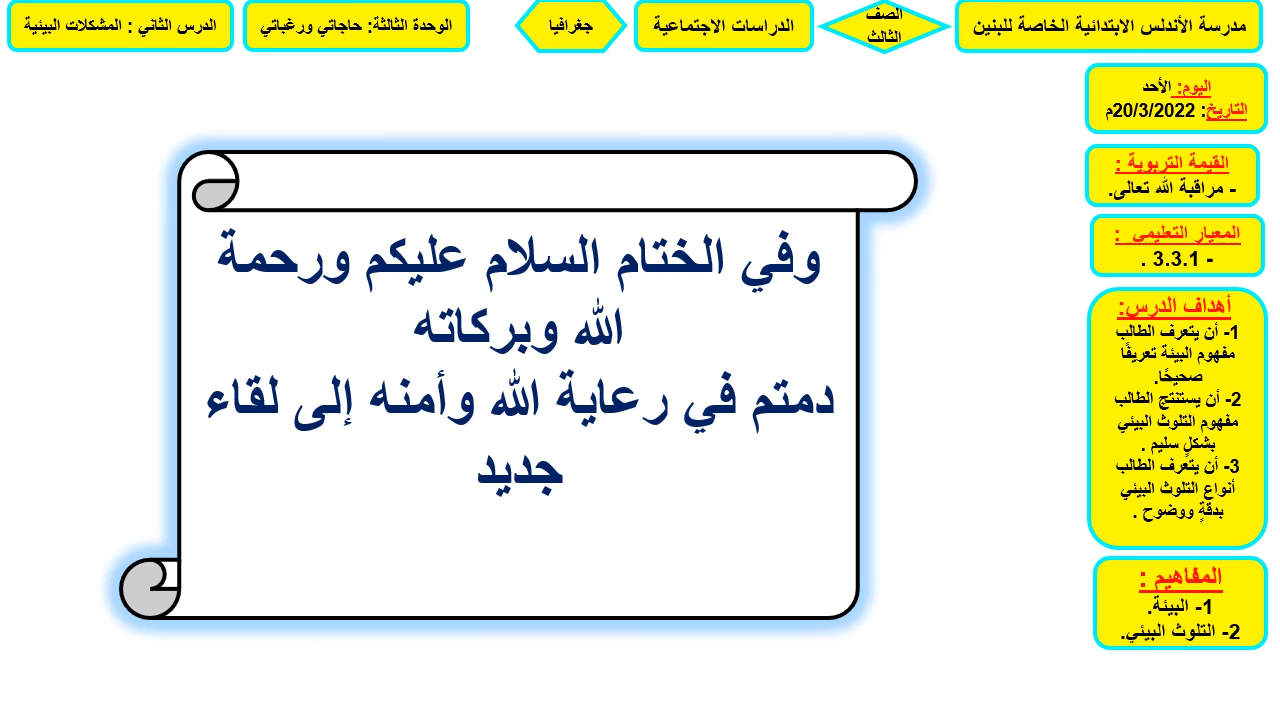 مدرسة الأندلس الابتدائية الخاصة للبنين
الصف
الثالث
الدراسات الاجتماعية
جغرافيا
الوحدة الثالثة: حاجاتي ورغباتي
الدرس الثاني : المشكلات البيئية
اليوم: الأحد
التاريخ: 20/3/2022م
القيمة التربوية :
- مراقبة الله تعالى.
المعيار التعليمي :
- 3.3.1 .
أهداف الدرس:
1- أن يتعرف الطالب
مفهوم البيئة تعريفًا
صحيحًا.
2- أن يستنتج الطالب
مفهوم التلوث البيئي
بشكلٍ سليم .
3- أن يتعرف الطالب
أنواع التلوث البيئي
بدقةٍ ووضوح .
المفاهيم :
1- البيئة.
2- التلوث البيئي.
وفي الختام السلام عليكم ورحمة
الله وبركاته
دمتم في رعاية الله وأمنه إلى لقاء
جديد